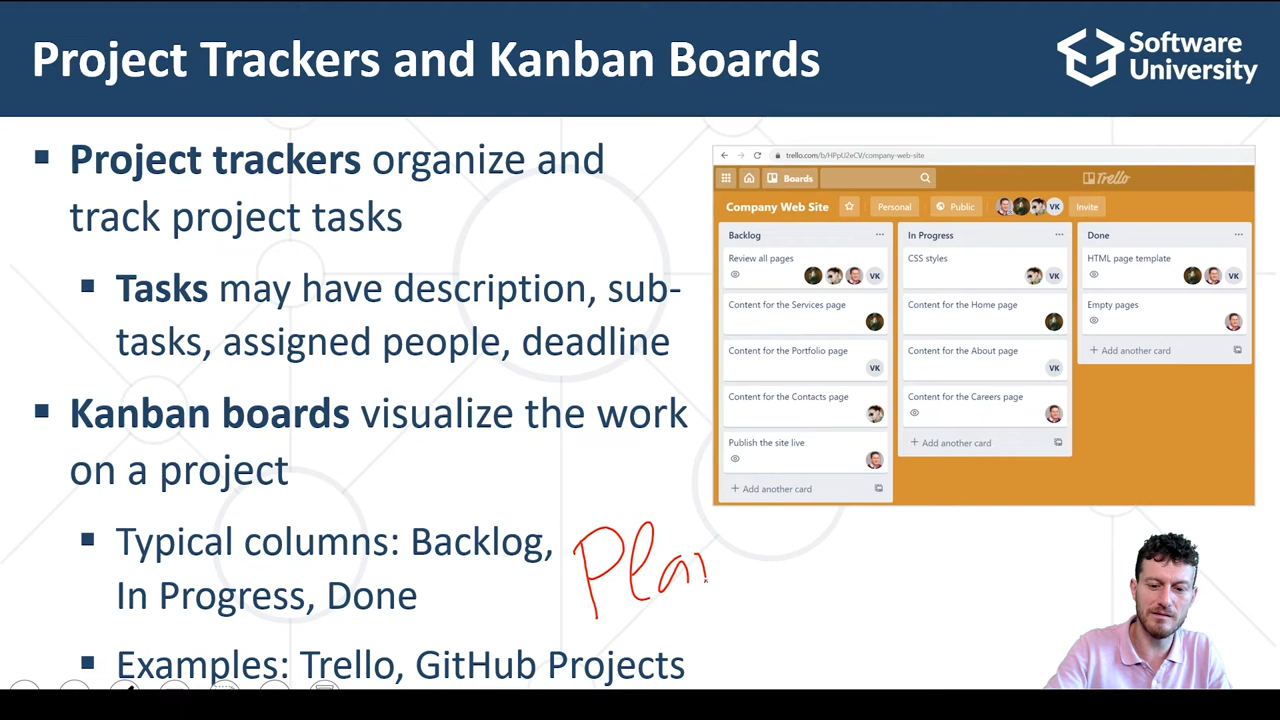 Project Trackers and Kanban Boards
Software
University
▪ Project trackers organize and
track project tasks
▪ Tasks may have description, sub-
tasks, assigned people, deadline
▪ Kanban boards visualize the work
on a project
▪ Typical columns: Backlog,
In Progress, Done
▪ Examples: Trello, GitHub Projects
Plan
trello.com/b/HPpU2eCV/company-web-site
Boards
Trello
Company Web Site
Personal
Public
VK
Invite
Backlog
Review all pages
VK
Content for the Services page
Content for the Portfolio page
VK
Content for the Contacts page
Publish the site live
+ Add another card
In Progress
CSS styles
VK
Content for the Home page
Content for the About page
VK
Content for the Careers page
+ Add another card
Done
HTML page template
VK
Empty pages
+ Add another card